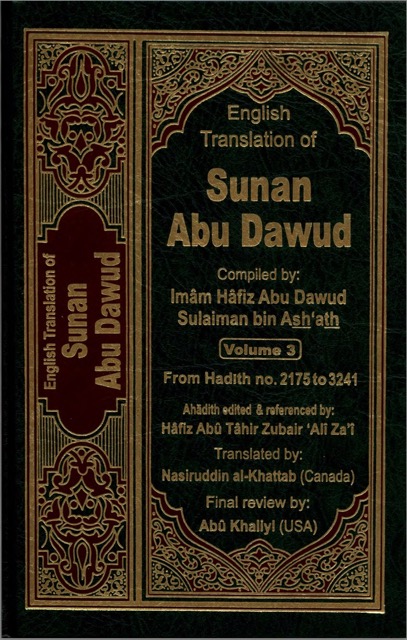 English Translation of
Sunan
Abu Dawud
English
Translation of
Sunan
Abu Dawud
Compiled by:
Imâm Hâfiz Abu Dawud
Sulaiman bin Ash'ath
Volume 3
From Hadith no. 2175 to 3241
Ahâdith edited & referenced by:
Hâfiz Abû Tâhir Zubair 'Ali Za'i
Translated by:
Nasiruddin al-Khattab (Canada)
Final review by:
Abû Khaliyl (USA)